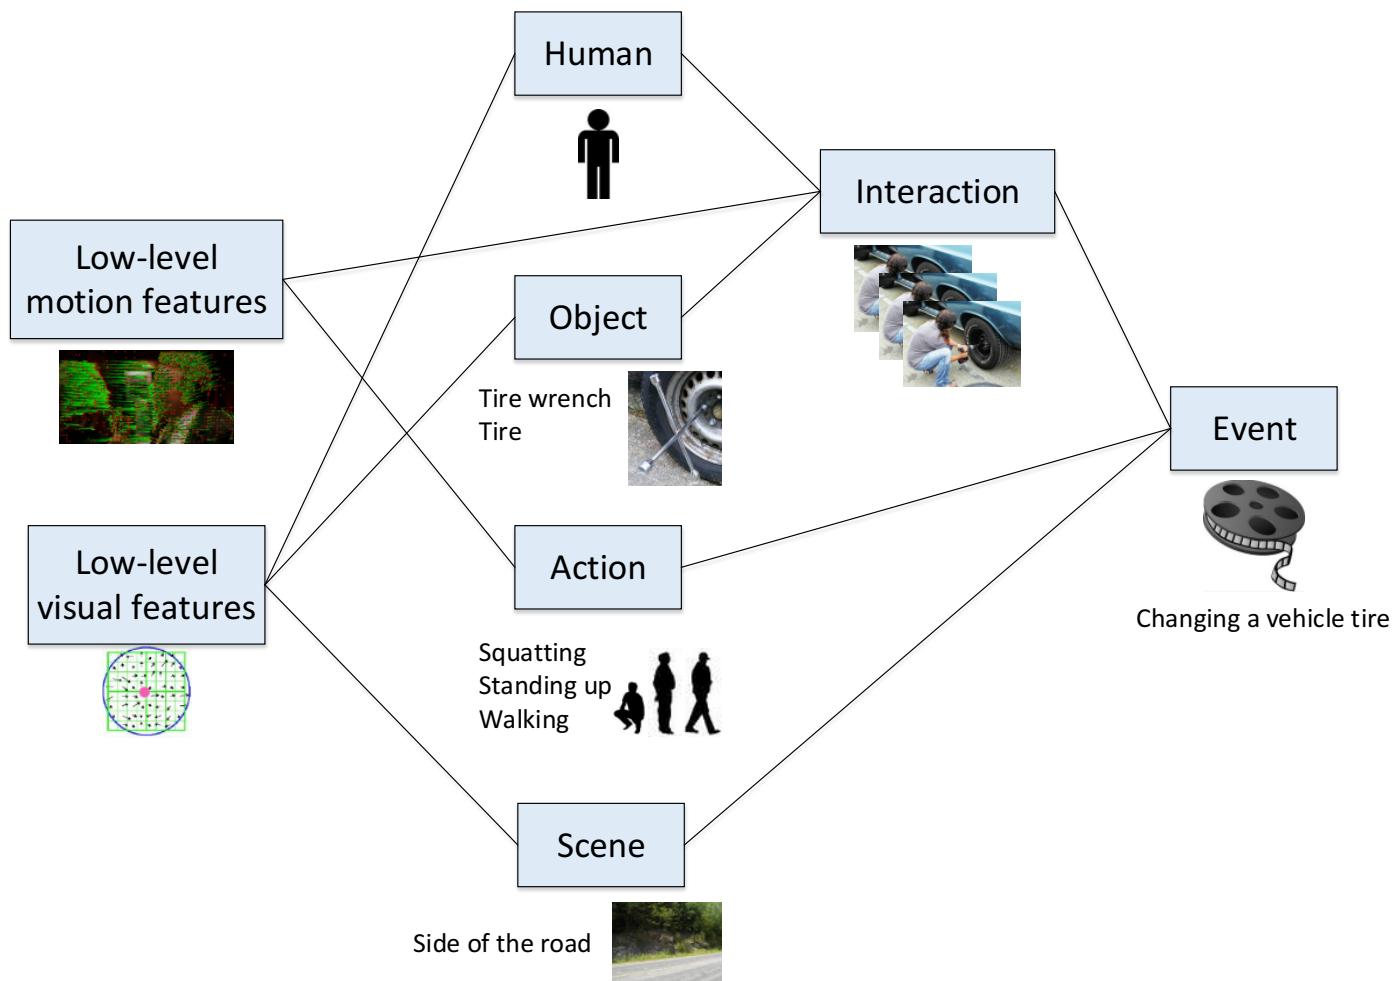 Human
Interaction
Low-level
motion features
Object
Tire wrench
Tire
Event
Changing a vehicle tire
Low-level
visual features
Action
Squatting
Standing up
Walking
Scene
Side of the road